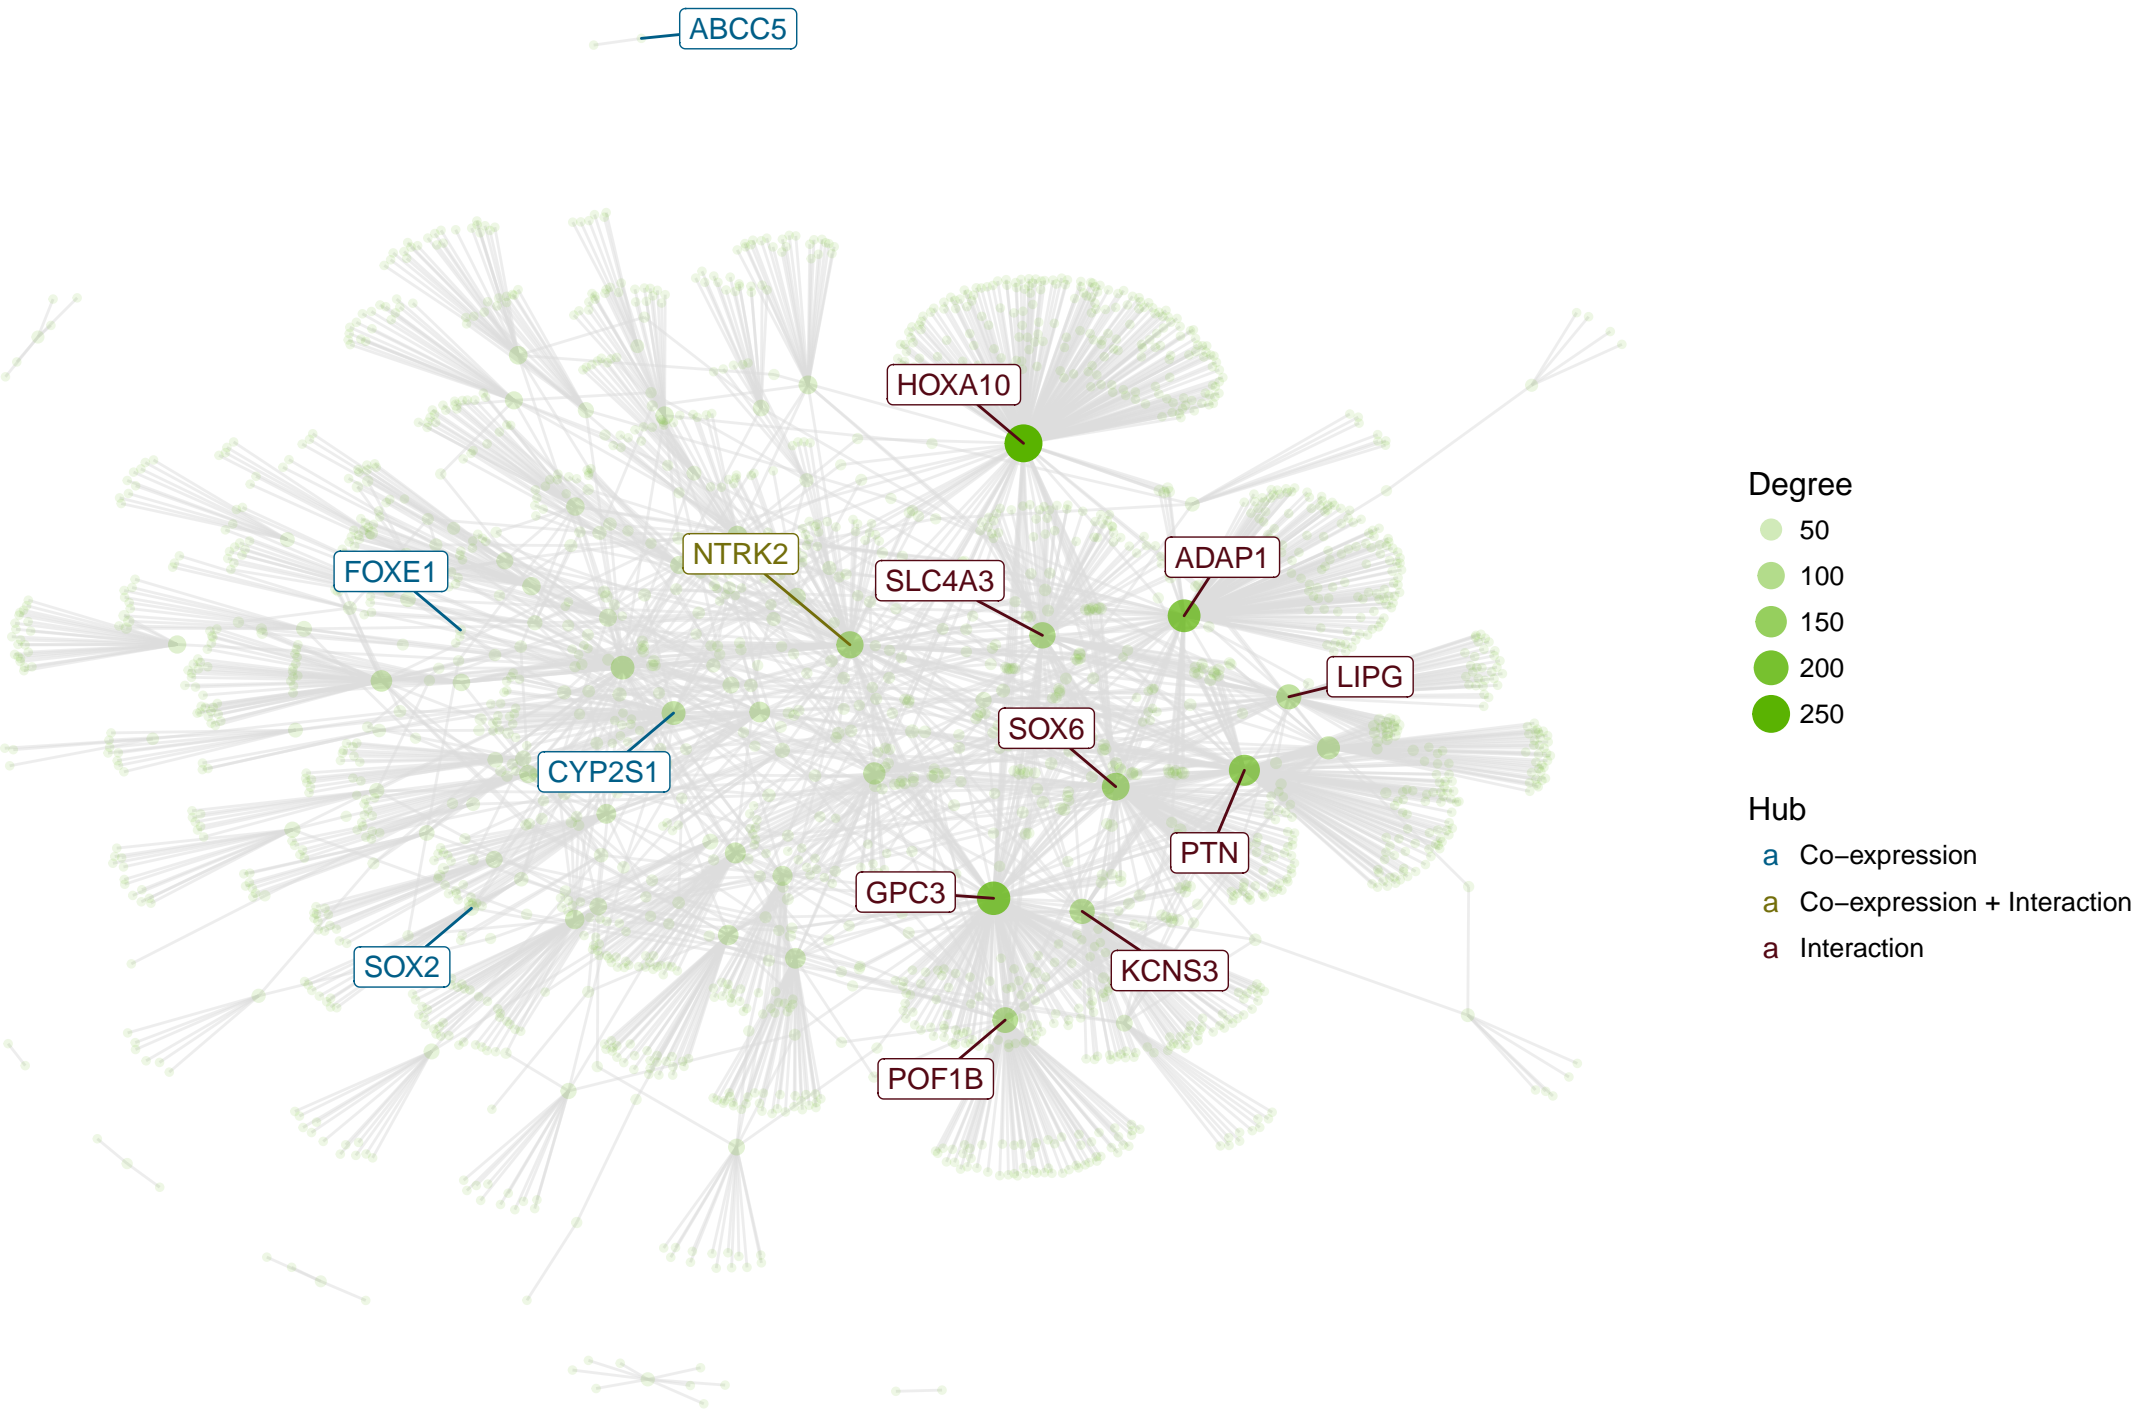 ABCC5
HOXA10
NTRK2
ADAP1
FOXE1
SLC4A3
LIPG
SOX6
CYP2S1
PTN
GPC3
SOX2
KCNS3
POF1B
Degree
50
100
150
200
250
Hub
a Co−expression
a Co−expression + Interaction
a Interaction